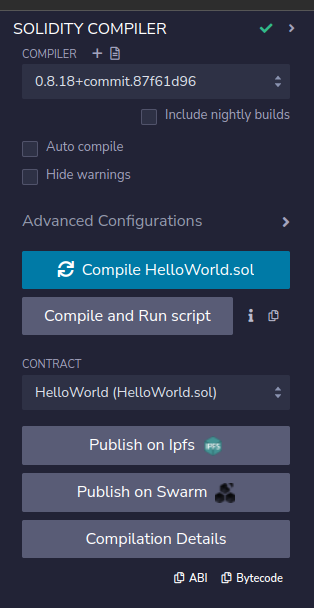 SOLIDITY COMPILER
COMPILER
0.8.18+commit.87f61d96
Include nightly builds
Auto compile
Hide warnings
Advanced Configurations
Compile HelloWorld.sol
Compile and Run script
CONTRACT
HelloWorld (HelloWorld.sol)
Publish on Ipfs IPFS
Publish on Swarm
Compilation Details
ABI Bytecode